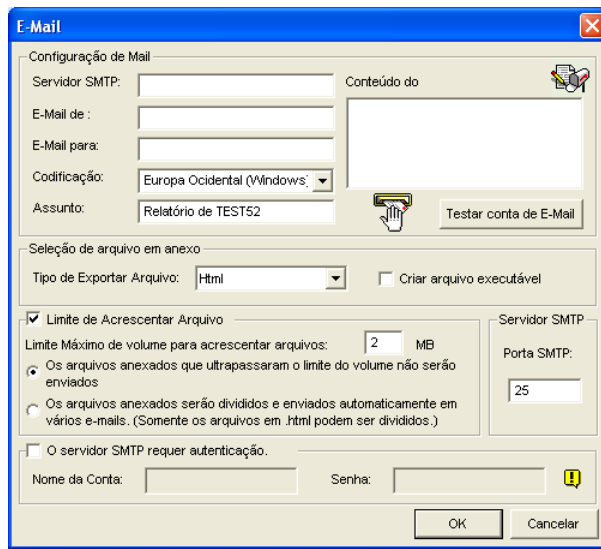 E-Mail
Configuração de Mail
Servidor SMTP:
Conteúdo do
E-Mail de :
E-Mail para:
Codificação:
Europa Ocidental (Windows)
Assunto:
Relatório de TEST52
Testar conta de E-Mail
Seleção de arquivo em anexo
Tipo de Exportar Arquivo:
Html
Criar arquivo executável
Limite de Acrescentar Arquivo
Servidor SMTP
Limite Máximo de volume para acrescentar arquivos:
2
MB
Porta SMTP:
Os arquivos anexados que ultrapassaram o limite do volume não serão
enviados
25
Os arquivos anexados serão divididos e enviados automaticamente em
vários e-mails. (Somente os arquivos em .html podem ser divididos.)
O servidor SMTP requer autenticação.
Nome da Conta:
Senha:
OK
Cancelar